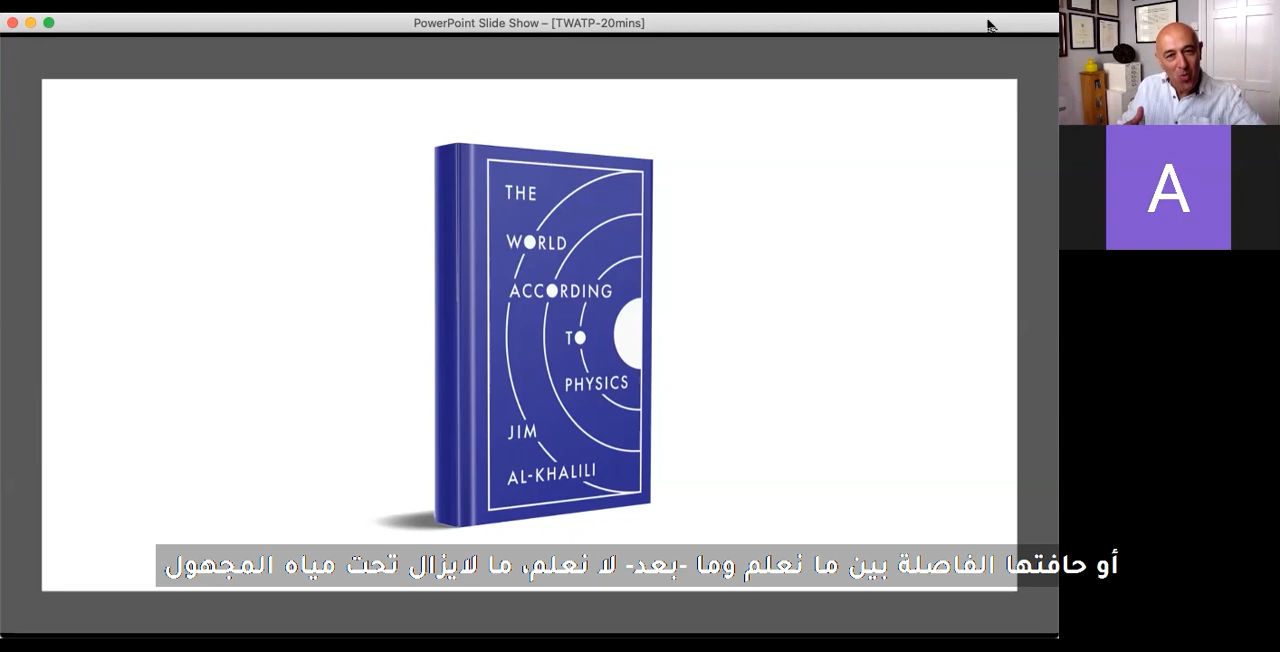 PowerPoint Slide Show – [TWATP-20mins]
THE
WORLD
ACCORDING
TO
PHYSICS
JIM
AL-KHALILI
A
أو حافتها الفاصلة بين ما نعلم وما -بعد- لا نعلم، ما لايزال تحت مياه المجهول